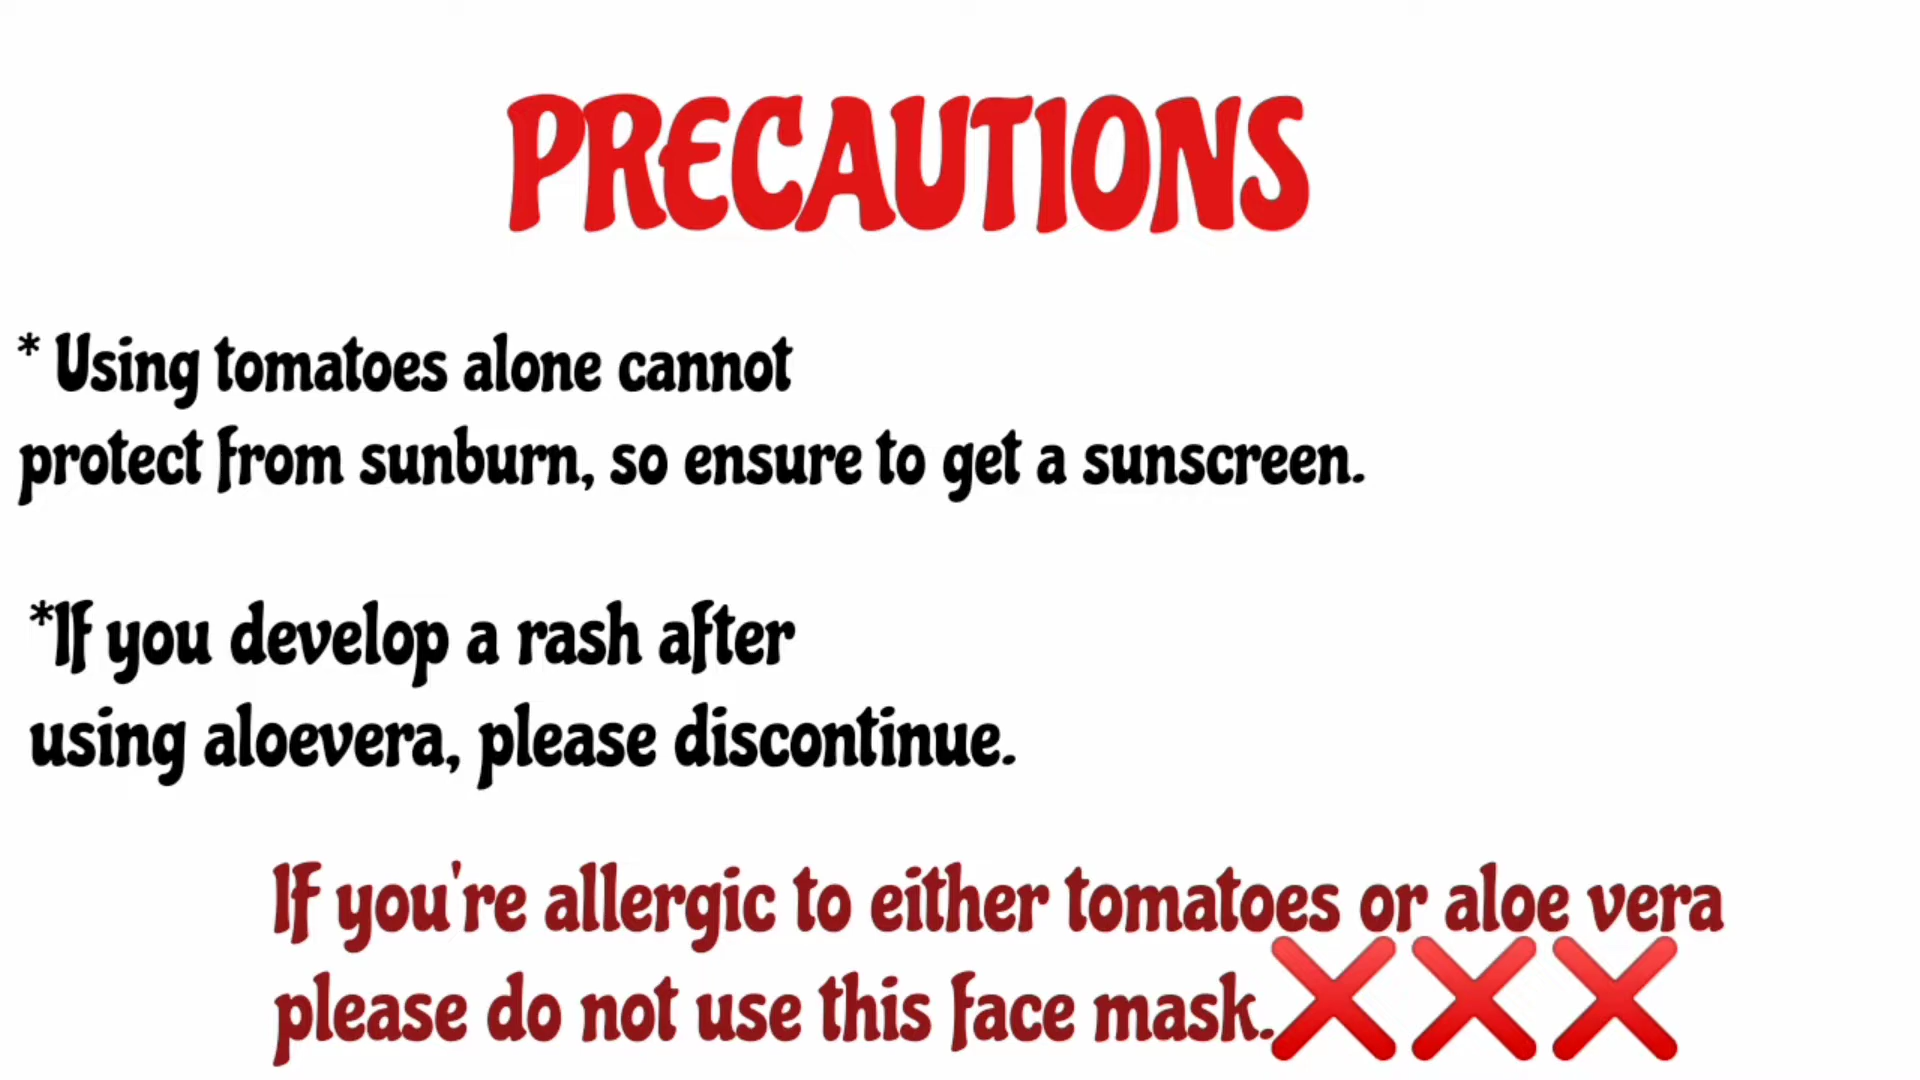 PRECAUTIONS
* Using tomatoes alone cannot
protect from sunburn, so ensure to get a sunscreen.
*If you develop a rash after
using aloevera, please discontinue.
If you're allergic to either tomatoes or aloe vera
please do not use this face mask.❌❌❌